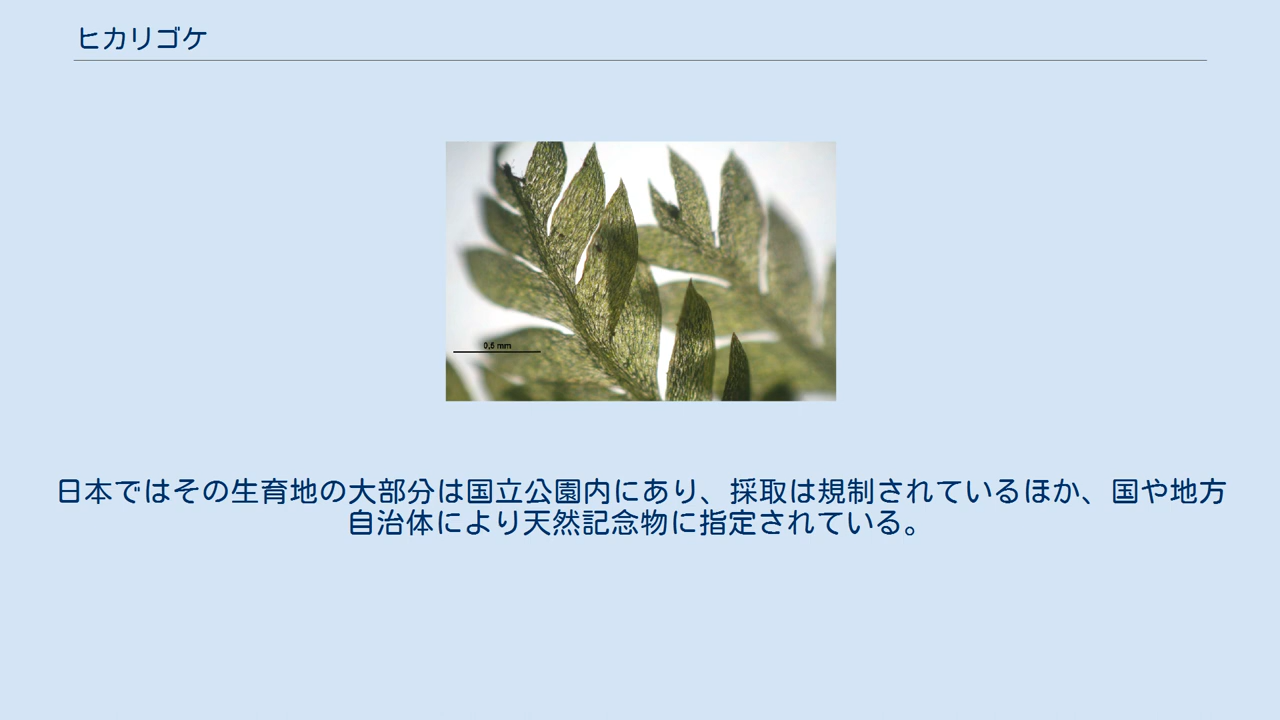 ヒカリゴケ
0,5 mm
日本ではその生育地の大部分は国立公園内にあり、採取は規制されているほか、国や地方
自治体により天然記念物に指定されている。